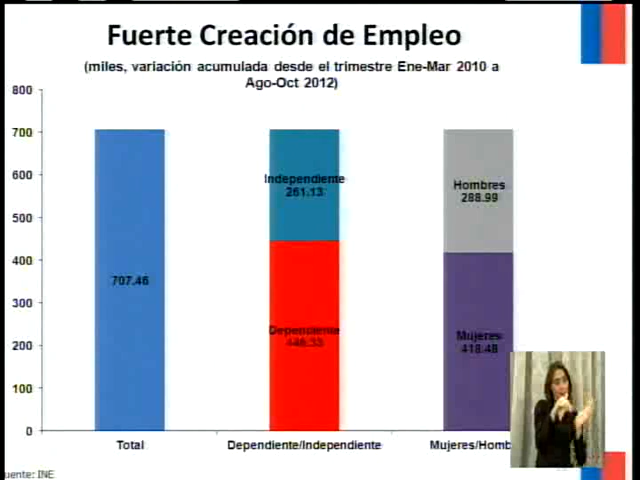 Fuerte Creación de Empleo
(miles, variación acumulada desde el trimestre Ene-Mar 2010 a
Ago-Oct 2012)
800
700
600
500
400
300
200
100
0
707.46
Independiente
261.13
Dependiente
446.33
Hombres
288.99
Mujeres
418.48
Total
Dependiente/Independiente
Mujeres/Homb
uente: INE